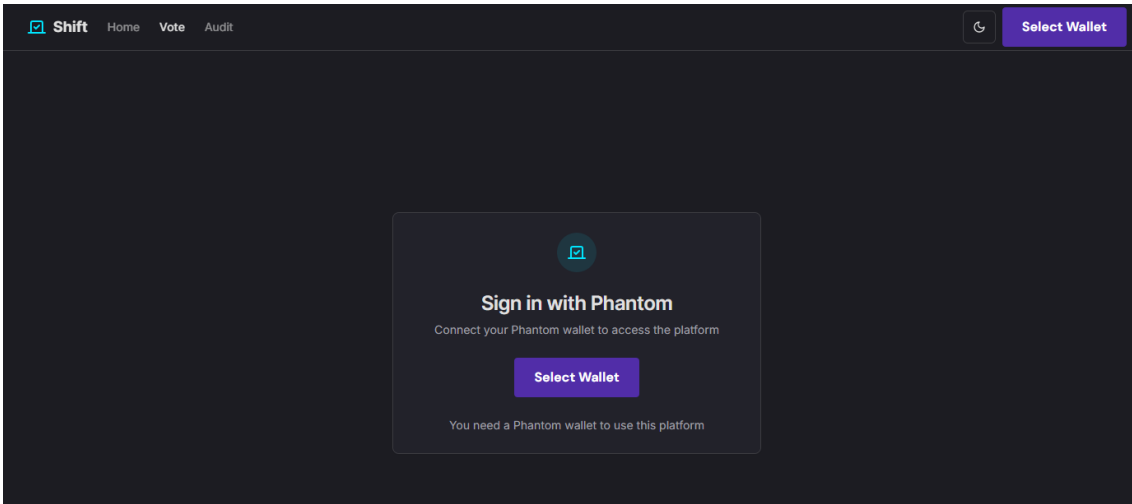 Shift Home Vote Audit Select Wallet
Sign in with Phantom
Connect your Phantom wallet to access the platform
Select Wallet
You need a Phantom wallet to use this platform